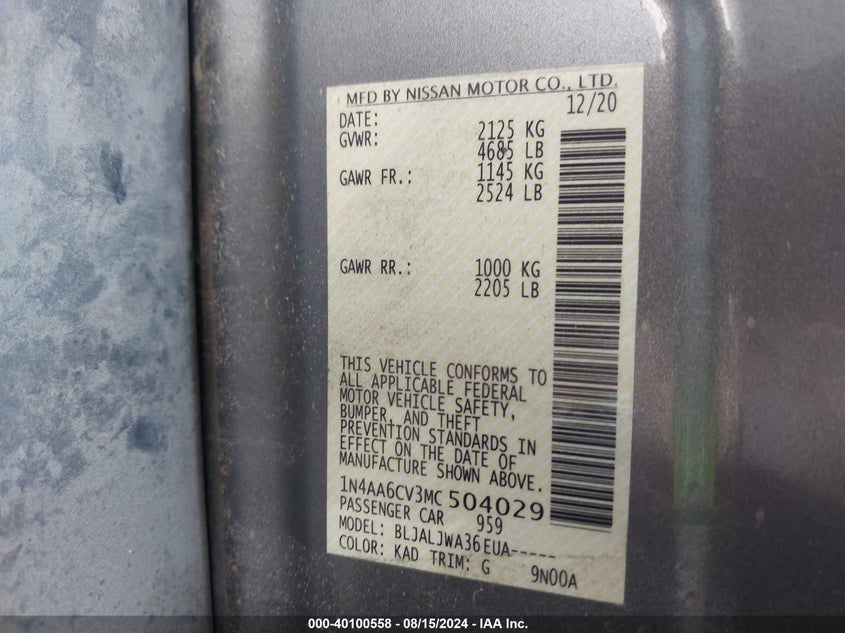 MFD BY NISSAN MOTOR CO., LTD.
DATE: 12/20
GVWR: 2125 KG
4685 LB
GAWR FR.: 1145 KG
2524 LB
GAWR RR.: 1000 KG
2205 LB
THIS VEHICLE CONFORMS TO
ALL APPLICABLE FEDERAL
MOTOR VEHICLE SAFETY,
BUMPER, AND THEFT
PREVENTION STANDARDS IN
EFFECT ON THE DATE OF
MANUFACTURE SHOWN ABOVE.
1N4AA6CV3MC504029
PASSENGER CAR 959
MODEL: BLJALJWA36EUA-----
COLOR: KAD TRIM: G 9N00A
000-40100558 - 08/15/2024 - IAA Inc.